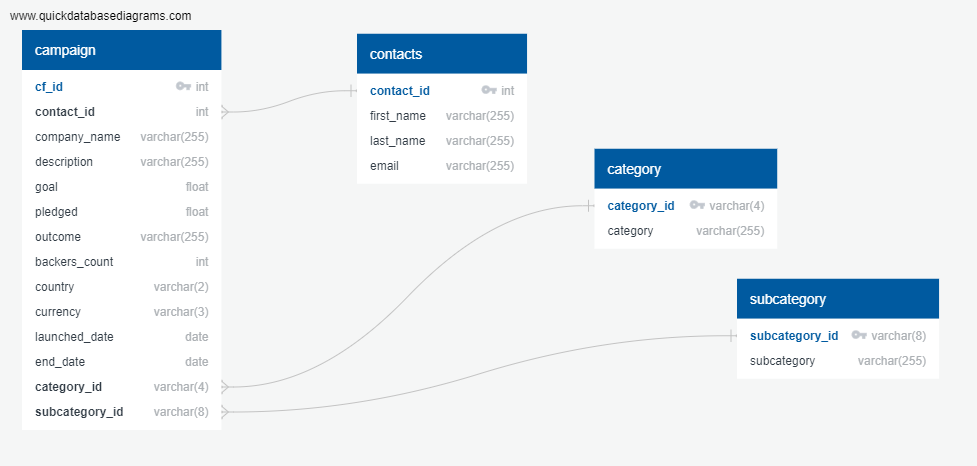 www.quickdatabasediagrams.com
campaign
cf_id int
contact_id int
company_name varchar(255)
description varchar(255)
goal float
pledged float
outcome varchar(255)
backers_count int
country varchar(2)
currency varchar(3)
launched_date date
end_date date
category_id varchar(4)
subcategory_id varchar(8)
contacts
contact_id int
first_name varchar(255)
last_name varchar(255)
email varchar(255)
category
category_id varchar(4)
category varchar(255)
subcategory
subcategory_id varchar(8)
subcategory varchar(255)